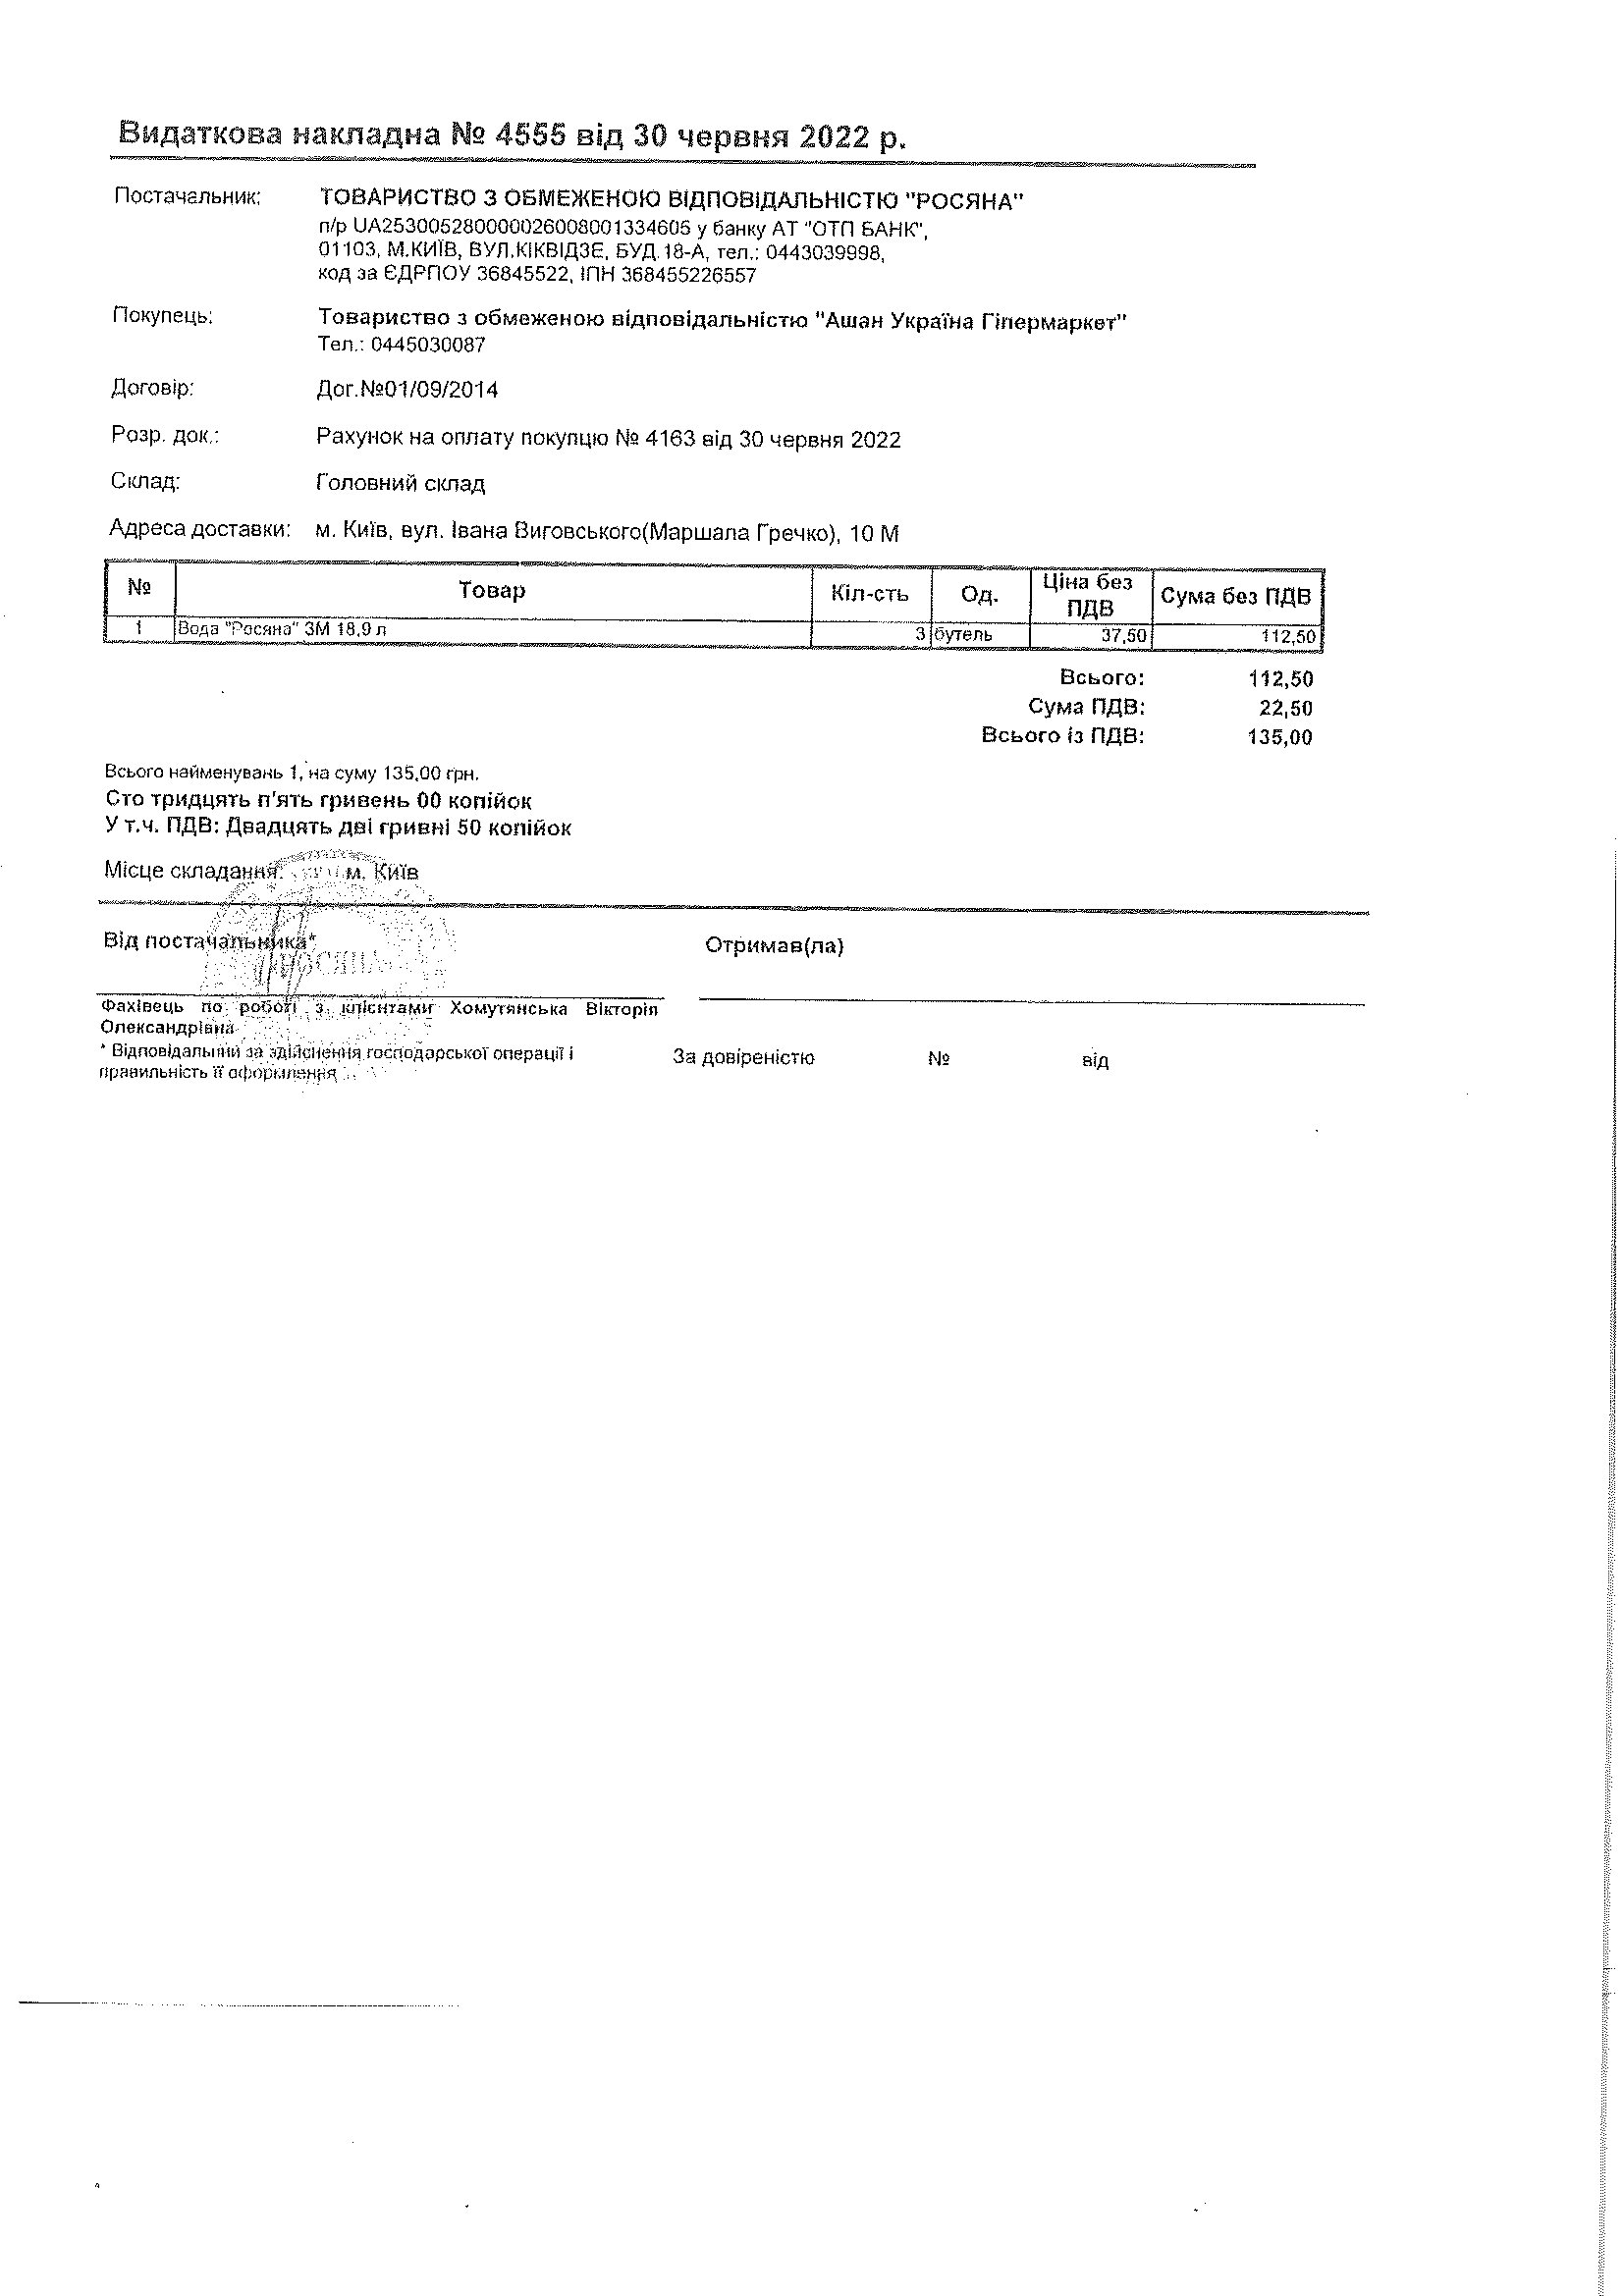 Видаткова накладна № 4555 від 30 червня 2022 р.
Постачальник: ТОВАРИСТВО З ОБМЕЖЕНОЮ ВІДПОВІДАЛЬНІСТЮ "РОСЯНА"
п/р UA253005280000026008001334605 у банку АТ "ОТП БАНК",
01103, М.КИЇВ, ВУЛ.КІКВІДЗЕ, БУД.18-А, тел.: 0443039998,
код за ЄДРПОУ 36845522, ІПН 368455226557
Покупець: Товариство з обмеженою відповідальністю "Ашан Україна Гіпермаркет"
Тел.: 0445030087
Договір: Дог.№01/09/2014
Розр. док.: Рахунок на оплату покупцю № 4163 від 30 червня 2022
Склад: Головний склад
Адреса доставки: м. Київ, вул. Івана Виговського(Маршала Гречко), 10 М
№ Товар Кіл-сть Од. Ціна без ПДВ Сума без ПДВ
1 Вода "Росяна" ЗМ 18,9 л 3 бутель 37,50 112,50
Всього: 112,50
Сума ПДВ: 22,50
Всього із ПДВ: 135,00
Всього найменувань 1, на суму 135,00 грн.
Сто тридцять п'ять гривень 00 копійок
У т.ч. ПДВ: Двадцять дві гривні 50 копійок
Місце складання: м. Київ
Від постачальника* Отримав(ла)
РОСЯНА
Фахівець по роботі з клієнтами Хомутянська Вікторія
Олександрівна
* Відповідальний за здійснення господарської операції і
правильність її оформлення
За довіреністю № від